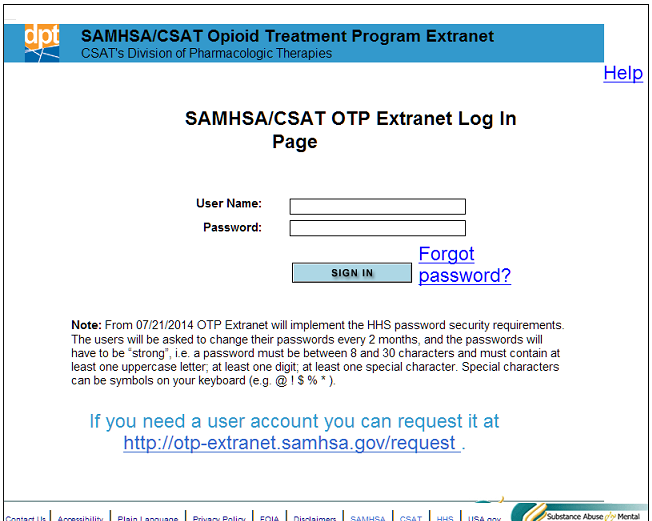 dpt
SAMHSA/CSAT Opioid Treatment Program Extranet
CSAT's Division of Pharmacologic Therapies
Help
SAMHSA/CSAT OTP Extranet Log In
Page
User Name:
Password:
SIGN IN
Forgot
password?
Note: From 07/21/2014 OTP Extranet will implement the HHS password security requirements.
The users will be asked to change their passwords every 2 months, and the passwords will
have to be “strong”, i.e. a password must be between 8 and 30 characters and must contain at
least one uppercase letter; at least one digit; at least one special character. Special characters
can be symbols on your keyboard (e.g. @ ! $ % * ).
If you need a user account you can request it at
http://otp-extranet.samhsa.gov/request .
Contact Us | Accessibility | Plain Language | Privacy Policy | FOIA | Disclaimers | SAMHSA | CSAT | HHS | USA.gov
Substance Abuse and Mental